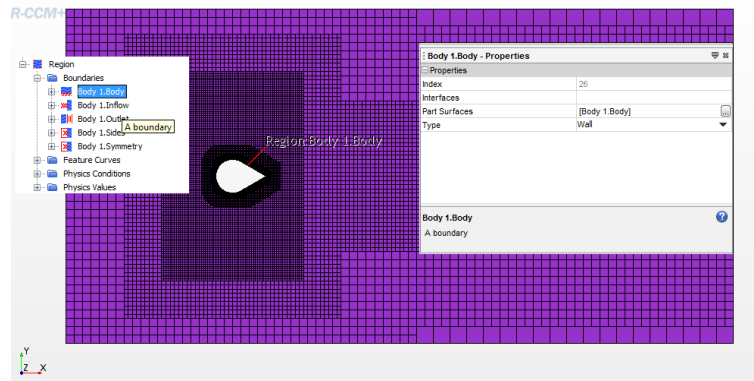 R-CCM+
Region
Boundaries
Body 1.Body
Body 1.Inflow
Body 1.Outlet
A boundary
Body 1.Sides
Body 1.Symmetry
Feature Curves
Physics Conditions
Physics Values
Region:Body 1.Body
Body 1.Body - Properties
Properties
Index 26
Interfaces
Part Surfaces [Body 1.Body] ...
Type Wall
Body 1.Body
A boundary
Y
Z X